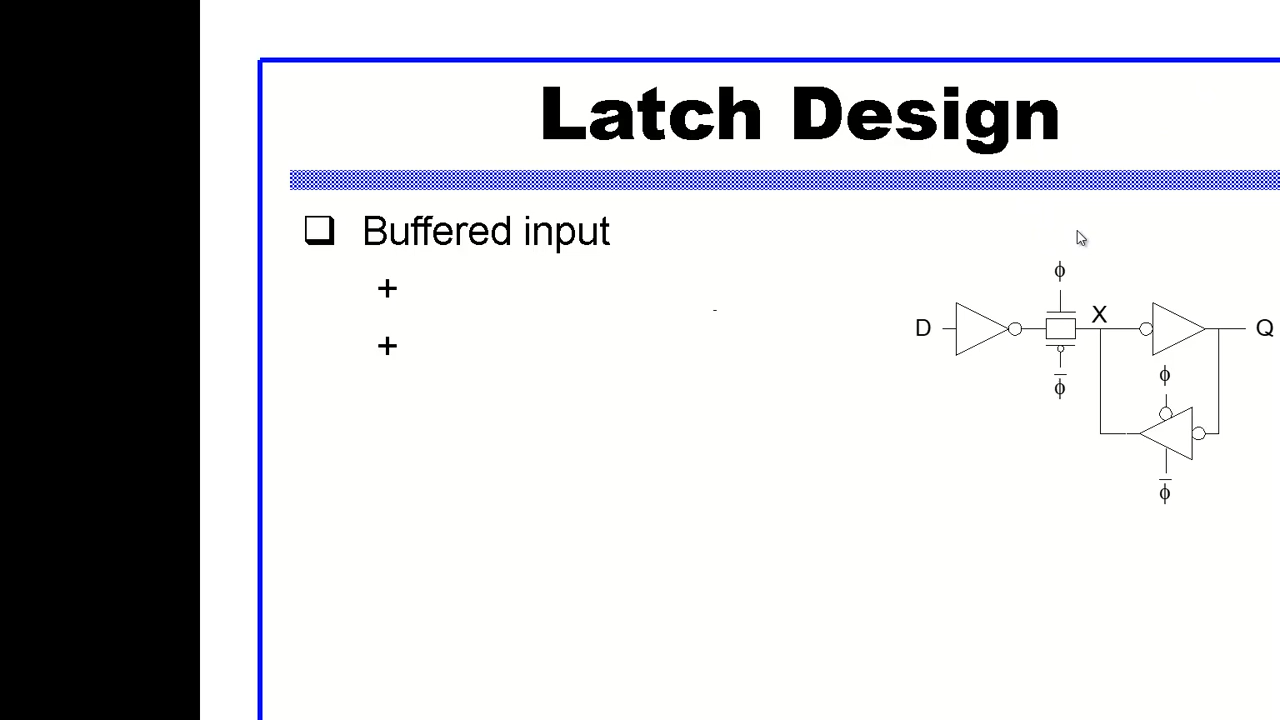 Latch Design
❑ Buffered input
+
+
ϕ
D X Q
ϕ
ϕ̅
ϕ̅